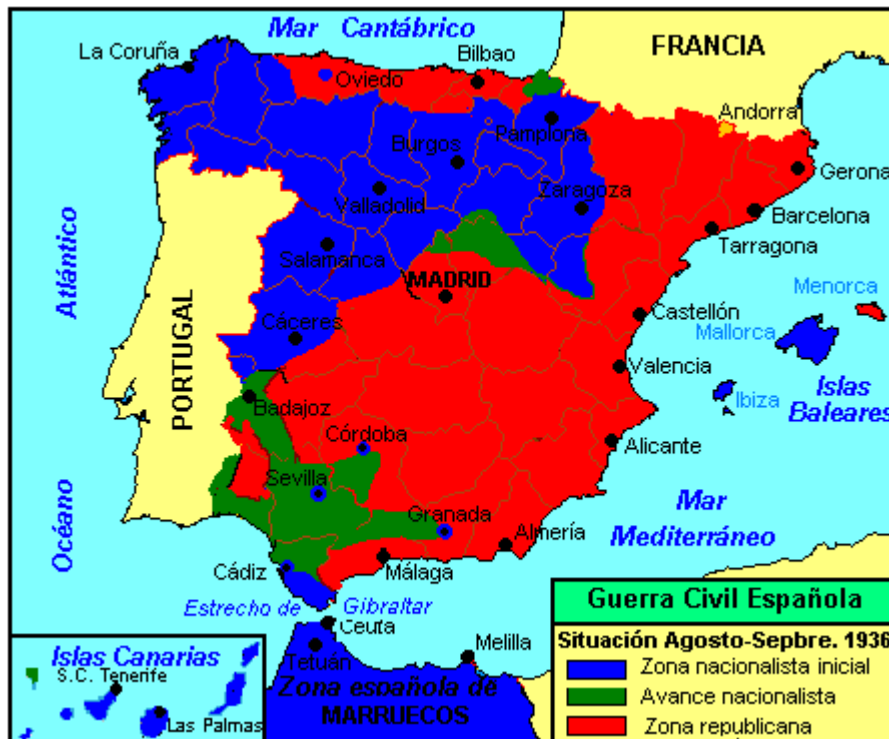 Mar Cantábrico
La Coruña
Bilbao
FRANCIA
Oviedo
Andorra
Pamplona
Burgos
Gerona
Zaragoza
Valladolid
Barcelona
Tarragona
Salamanca
Atlántico
MADRID
Menorca
Castellón
Mallorca
Cáceres
PORTUGAL
Valencia
Islas
Baleares
Ibiza
Badajoz
Córdoba
Alicante
Sevilla
Mar
Mediterráneo
Océano
Granada
Almería
Cádiz
Málaga
Estrecho de Gibraltar
Ceuta
Tetuán
Melilla
Zona española de
MARRUECOS
Islas Canarias
S.C. Tenerife
Las Palmas
Guerra Civil Española
Situación Agosto-Sepbre. 1936
Zona nacionalista inicial
Avance nacionalista
Zona republicana